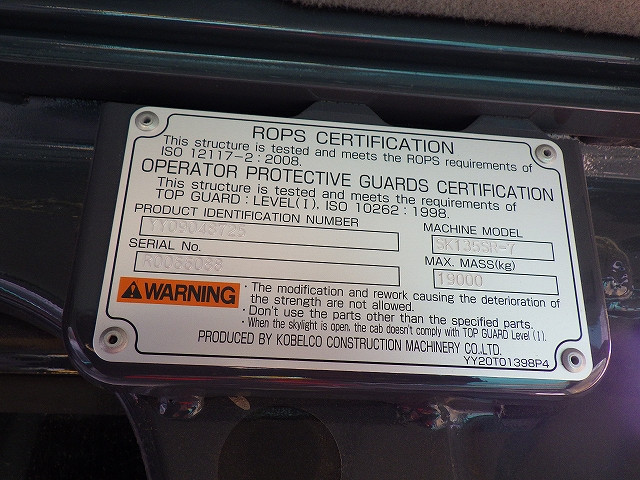 ROPS CERTIFICATION
This structure is tested and meets the ROPS requirements of
ISO 12117-2 : 2008.
OPERATOR PROTECTIVE GUARDS CERTIFICATION
This structure is tested and meets the requirements of
TOP GUARD : LEVEL(I). ISO 10262 : 1998.
PRODUCT IDENTIFICATION NUMBER
MACHINE MODEL
SK135SR-7
SERIAL No.
MAX. MASS(kg)
19000
WARNING
· The modification and rework causing the deterioration of
the strength are not allowed.
· Don't use the parts other than the specified parts.
· When the skylight is open, the cab doesn't comply with TOP GUARD Level (I).
PRODUCED BY KOBELCO CONSTRUCTION MACHINERY CO.,LTD.
YY20T01398P4